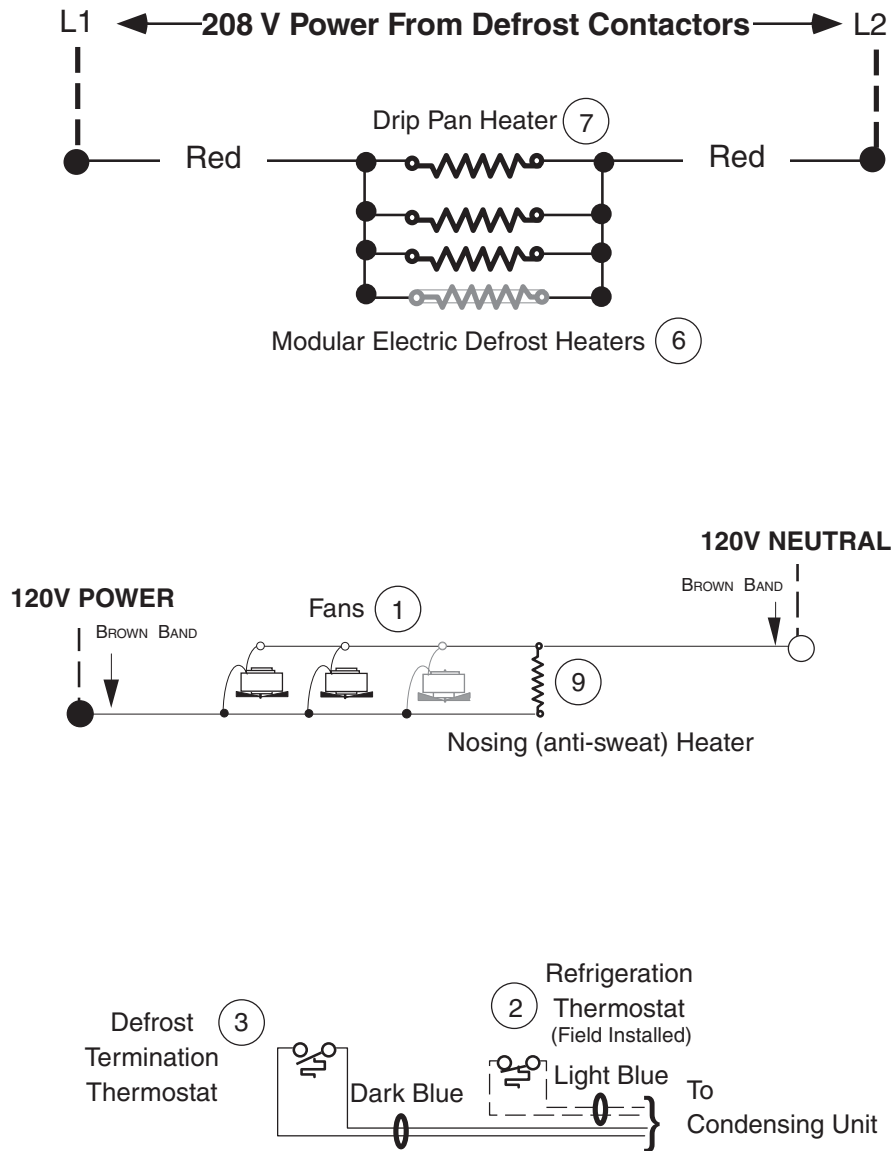 L1 208 V Power From Defrost Contactors L2
Drip Pan Heater 7
Red Red
Modular Electric Defrost Heaters 6
120V NEUTRAL
BROWN BAND
120V POWER
BROWN BAND
Fans 1
9
Nosing (anti-sweat) Heater
Defrost
Termination
Thermostat
3
Dark Blue
2
Refrigeration
Thermostat
(Field Installed)
Light Blue
To
Condensing Unit